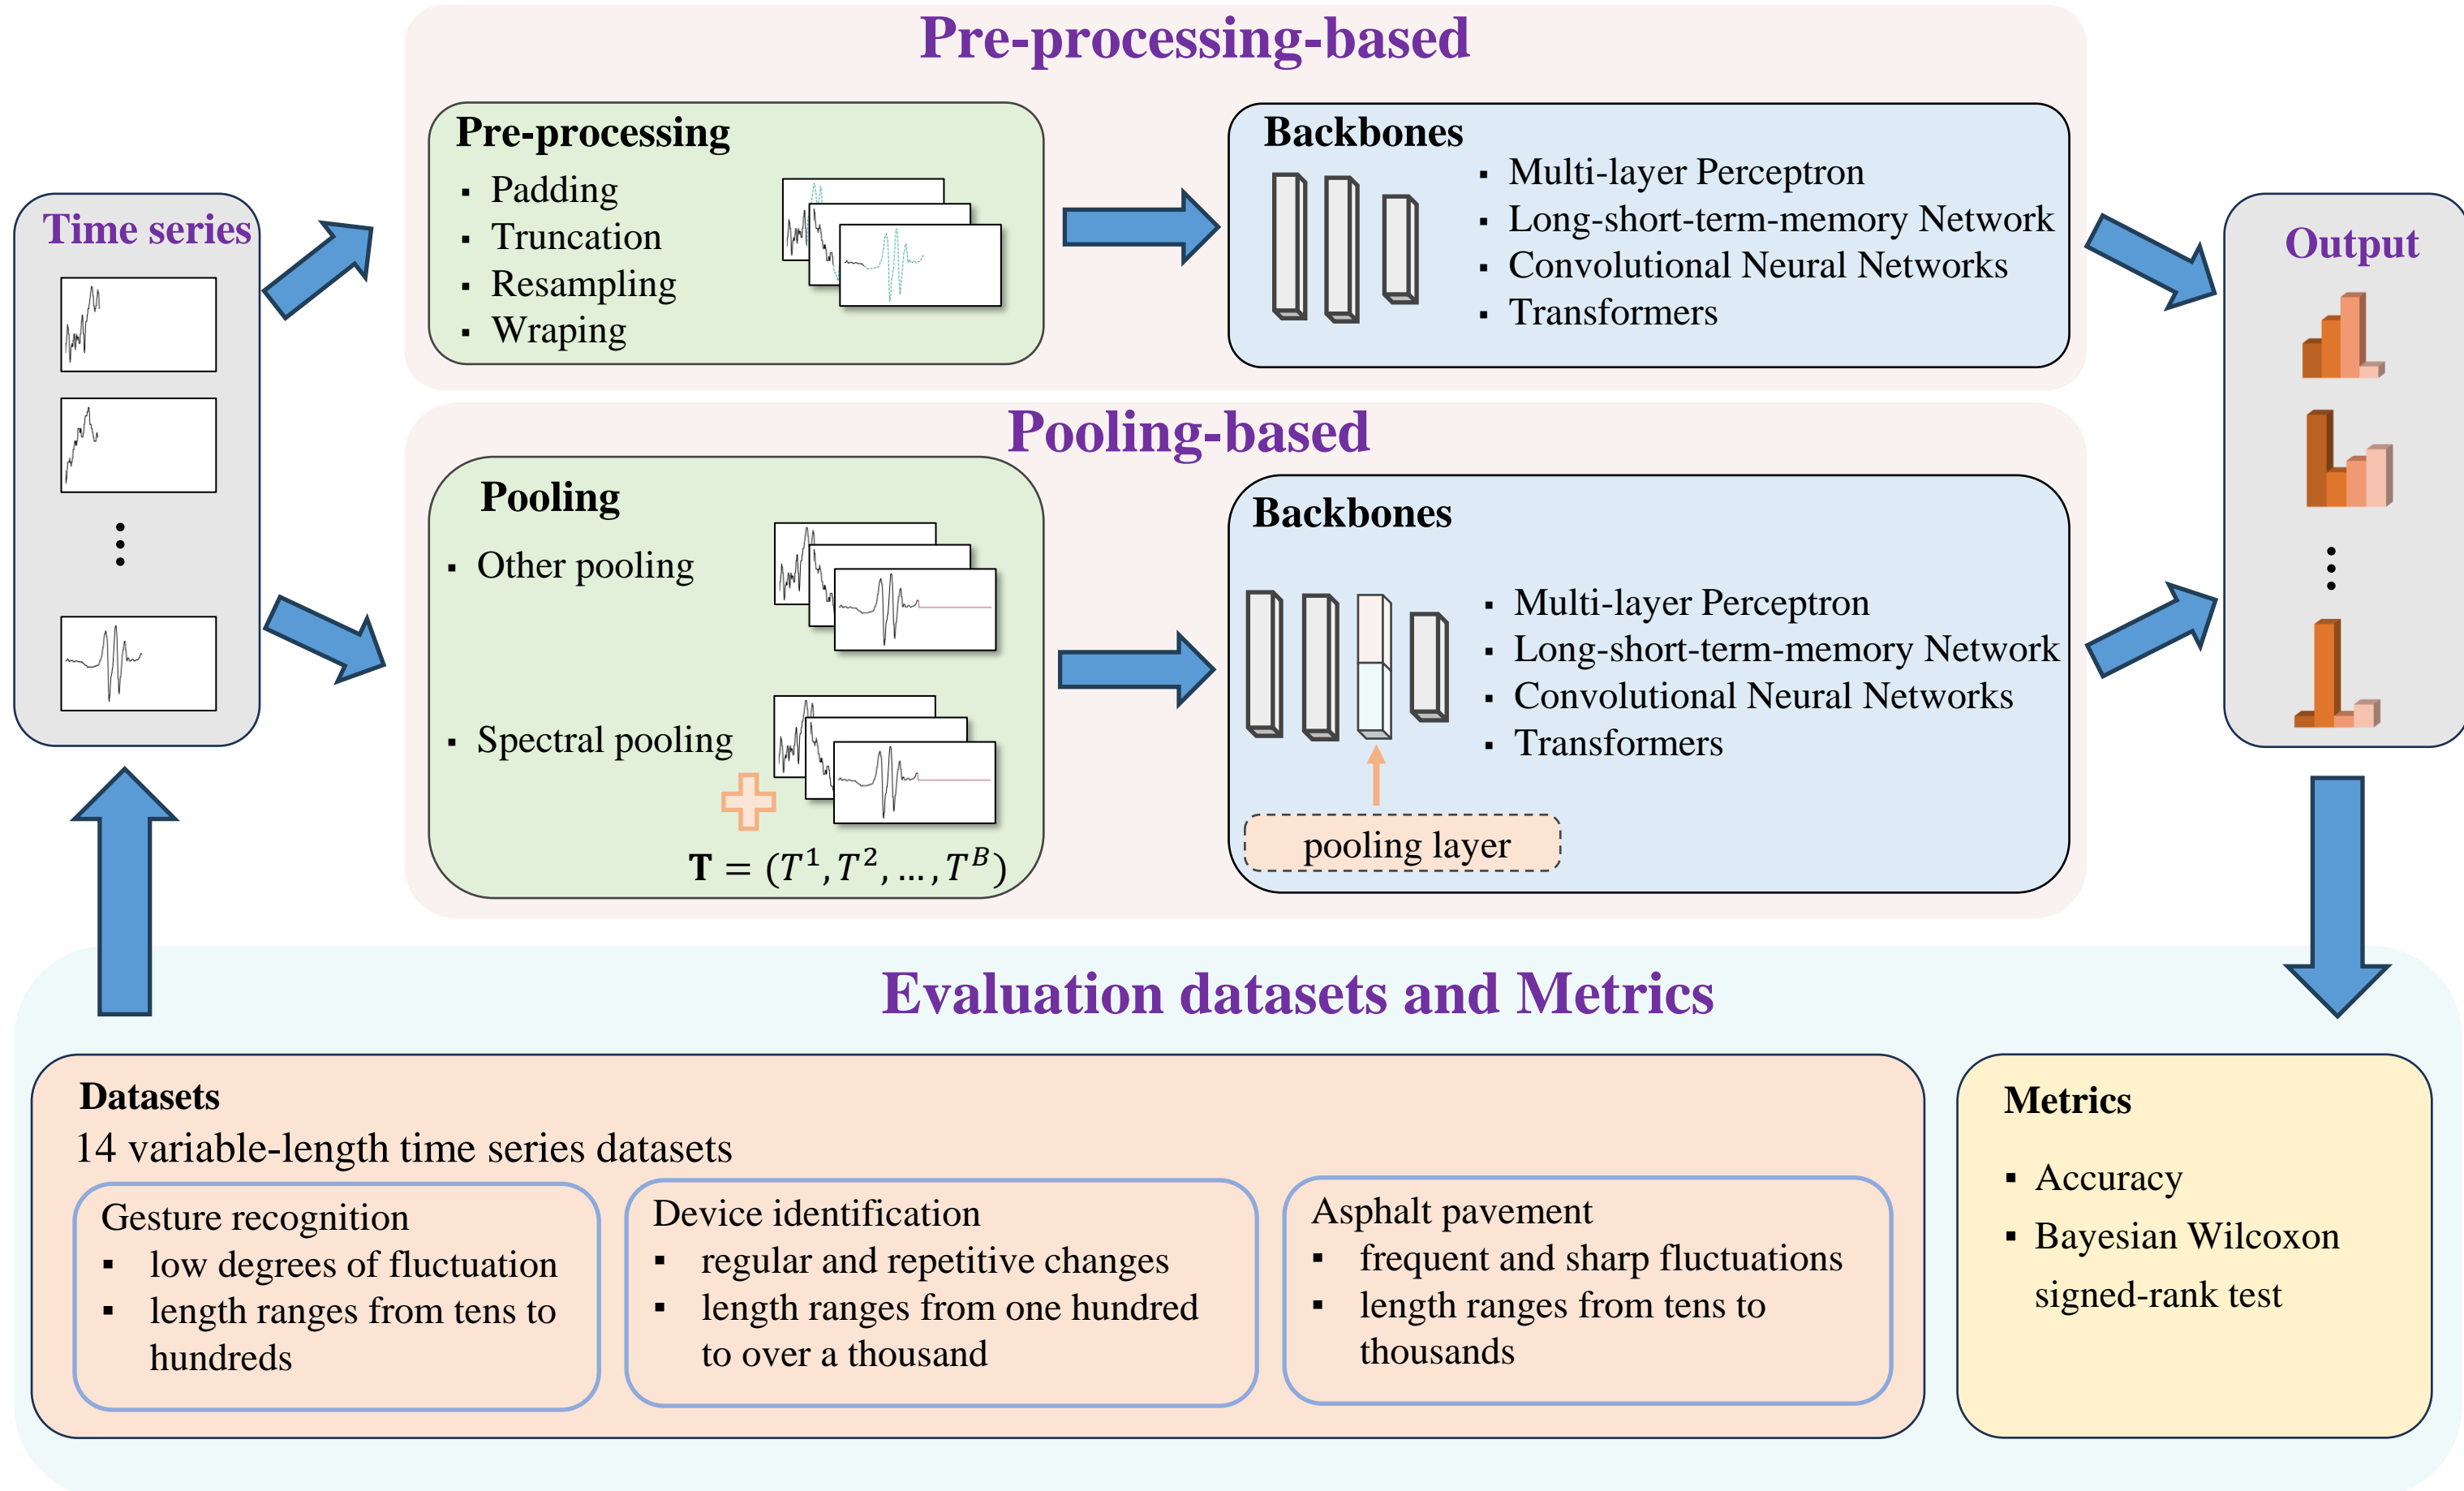 Pre-processing-based
Time series
Pre-processing
▪ Padding
▪ Truncation
▪ Resampling
▪ Wraping
Backbones
▪ Multi-layer Perceptron
▪ Long-short-term-memory Network
▪ Convolutional Neural Networks
▪ Transformers
Output
Pooling-based
Pooling
▪ Other pooling
▪ Spectral pooling
𝐓 = (T¹, T², …, Tᴮ)
Backbones
▪ Multi-layer Perceptron
▪ Long-short-term-memory Network
▪ Convolutional Neural Networks
▪ Transformers
pooling layer
Evaluation datasets and Metrics
Datasets
14 variable-length time series datasets
Gesture recognition
▪ low degrees of fluctuation
▪ length ranges from tens to
hundreds
Device identification
▪ regular and repetitive changes
▪ length ranges from one hundred
to over a thousand
Asphalt pavement
▪ frequent and sharp fluctuations
▪ length ranges from tens to
thousands
Metrics
▪ Accuracy
▪ Bayesian Wilcoxon
signed-rank test